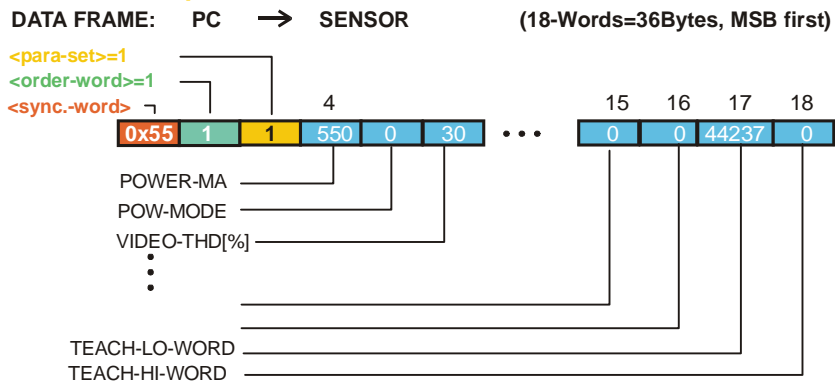 DATA FRAME: PC → SENSOR (18-Words=36Bytes, MSB first)
<para-set>=1
<order-word>=1
<sync.-word>
4 15 16 17 18
0x55 1 1 550 0 30 • • • 0 0 44237 0
POWER-MA
POW-MODE
VIDEO-THD[%]
TEACH-LO-WORD
TEACH-HI-WORD